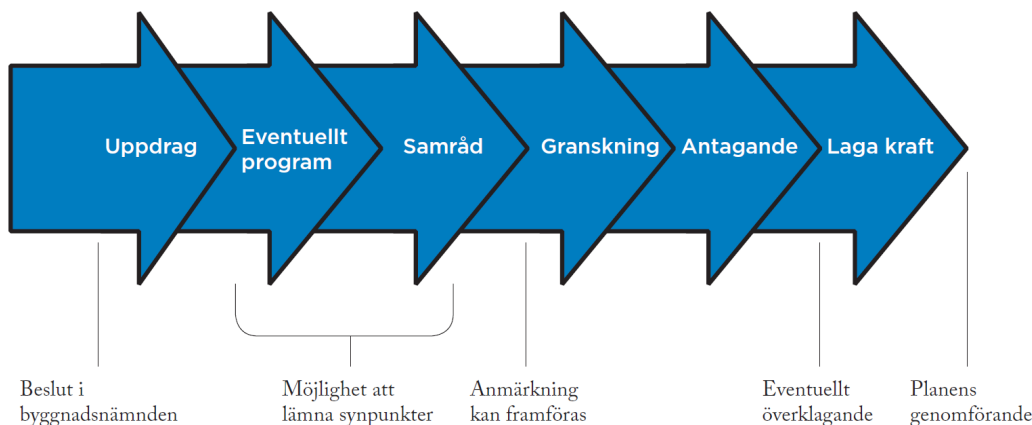 Uppdrag
Eventuellt
program
Samråd
Granskning
Antagande
Laga kraft
Beslut i
byggnadsnämnden
Möjlighet att
lämna synpunkter
Anmärkning
kan framföras
Eventuellt
överklagande
Planens
genomförande